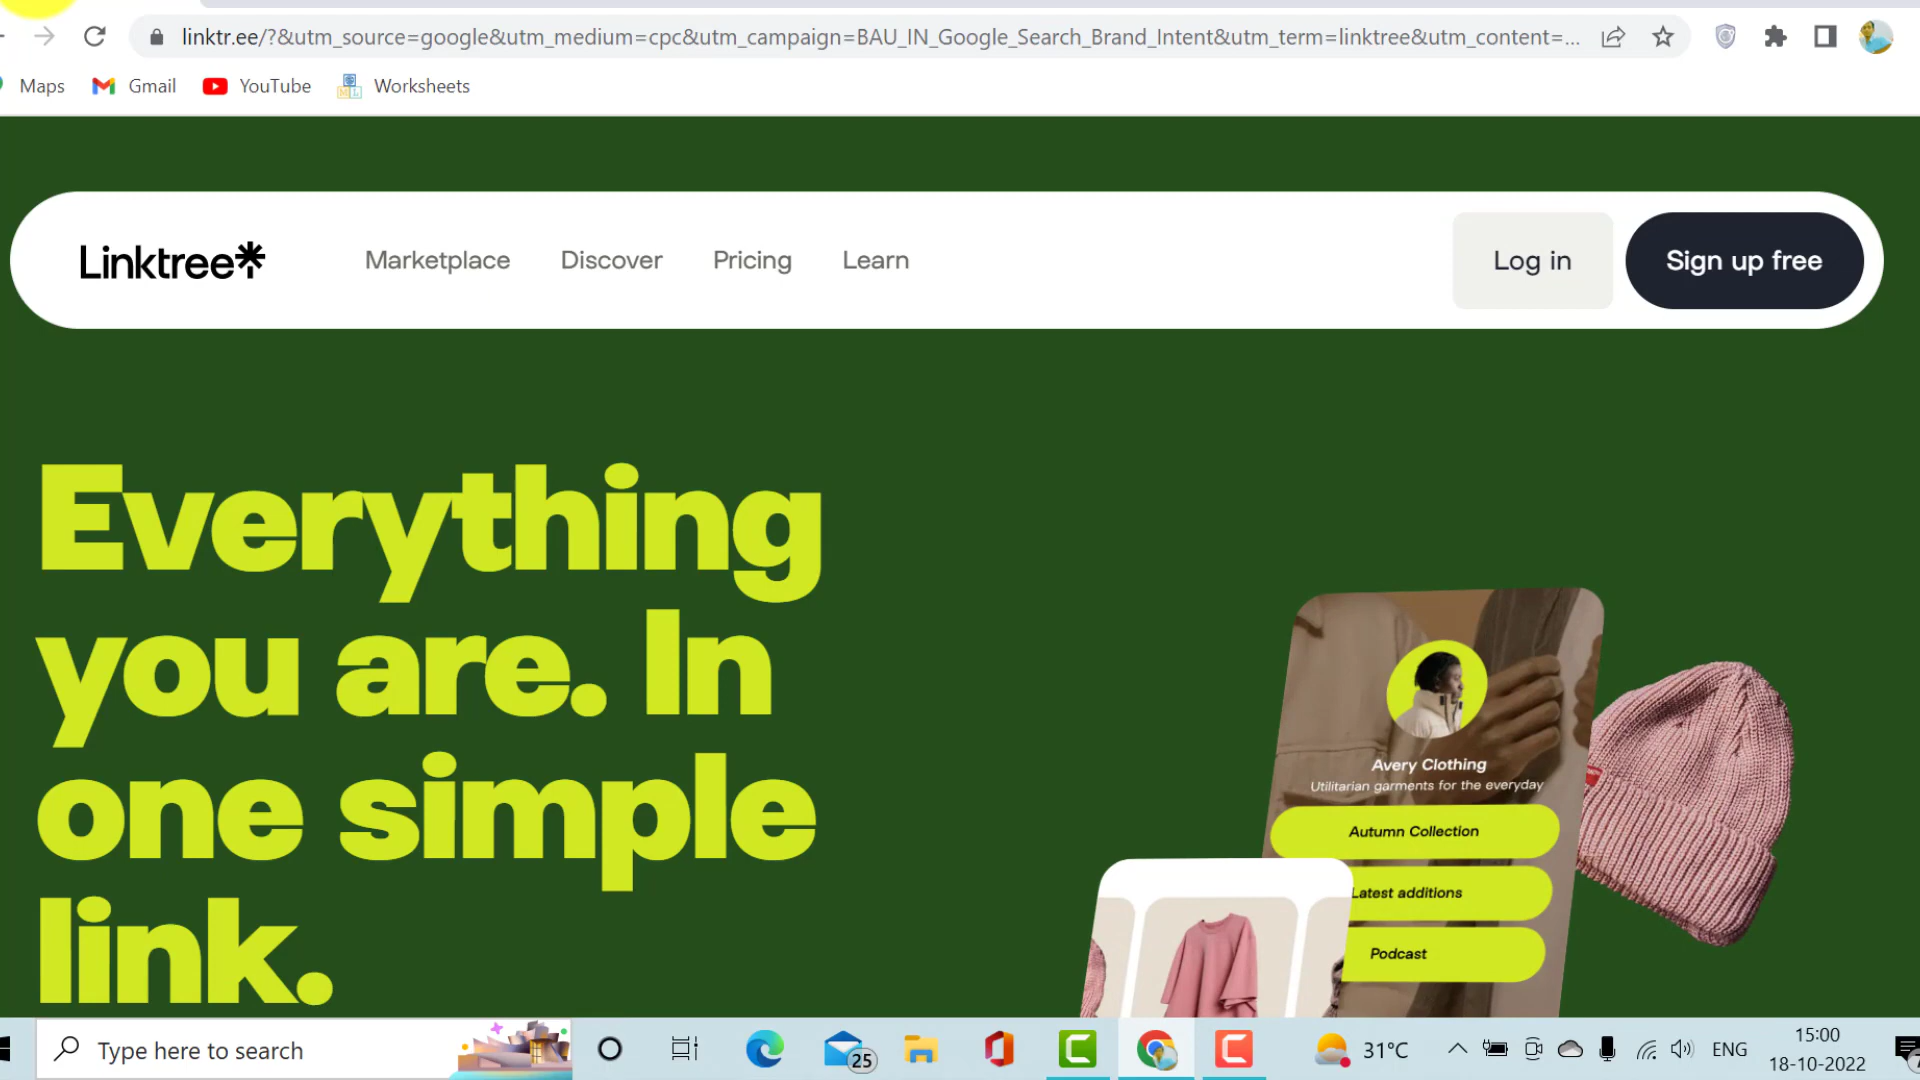 linktr.ee/?&utm_source=google&utm_medium=cpc&utm_campaign=BAU_IN_Google_Search_Brand_Intent&utm_term=linktree&utm_content=...
Maps Gmail YouTube Worksheets
Linktree Marketplace Discover Pricing Learn Log in Sign up free
Everything
you are. In
one simple
link.
Avery Clothing
Utilitarian garments for the everyday
Autumn Collection
Latest additions
Podcast
Type here to search 25 31°C ENG 15:00
18-10-2022